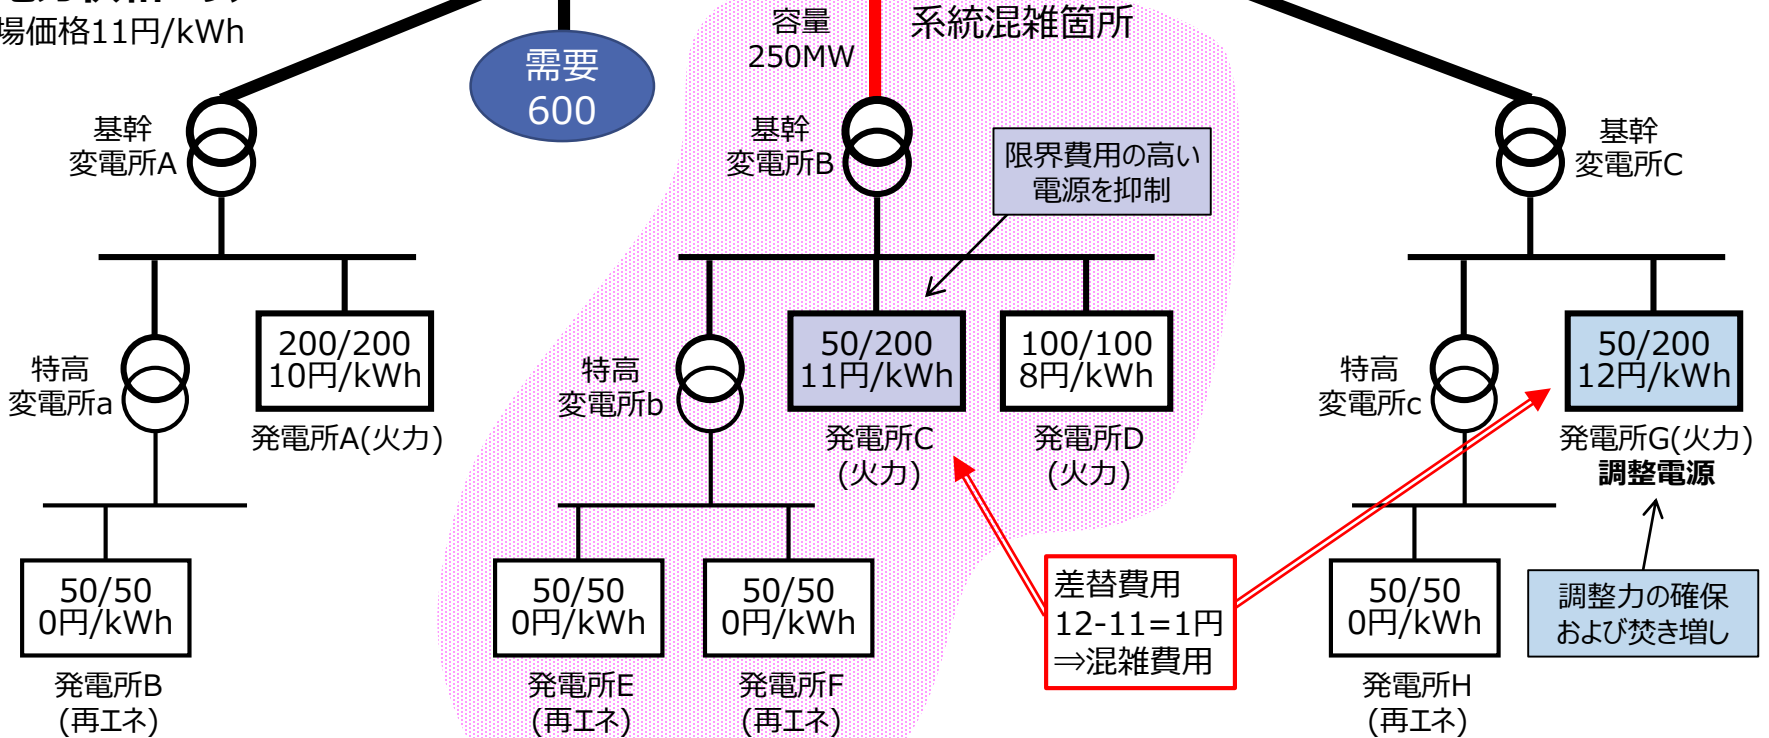 場価格11円/kWh
需要
600
容量
250MW
系統混雑箇所
基幹
変電所A
基幹
変電所B
限界費用の高い
電源を抑制
基幹
変電所C
特高
変電所a
200/200
10円/kWh
発電所A(火力)
特高
変電所b
50/200
11円/kWh
発電所C
(火力)
100/100
8円/kWh
発電所D
(火力)
特高
変電所c
50/200
12円/kWh
発電所G(火力)
調整電源
50/50
0円/kWh
発電所B
(再エネ)
50/50
0円/kWh
発電所E
(再エネ)
50/50
0円/kWh
発電所F
(再エネ)
差替費用
12-11=1円
⇒混雑費用
50/50
0円/kWh
発電所H
(再エネ)
調整力の確保
および焚き増し